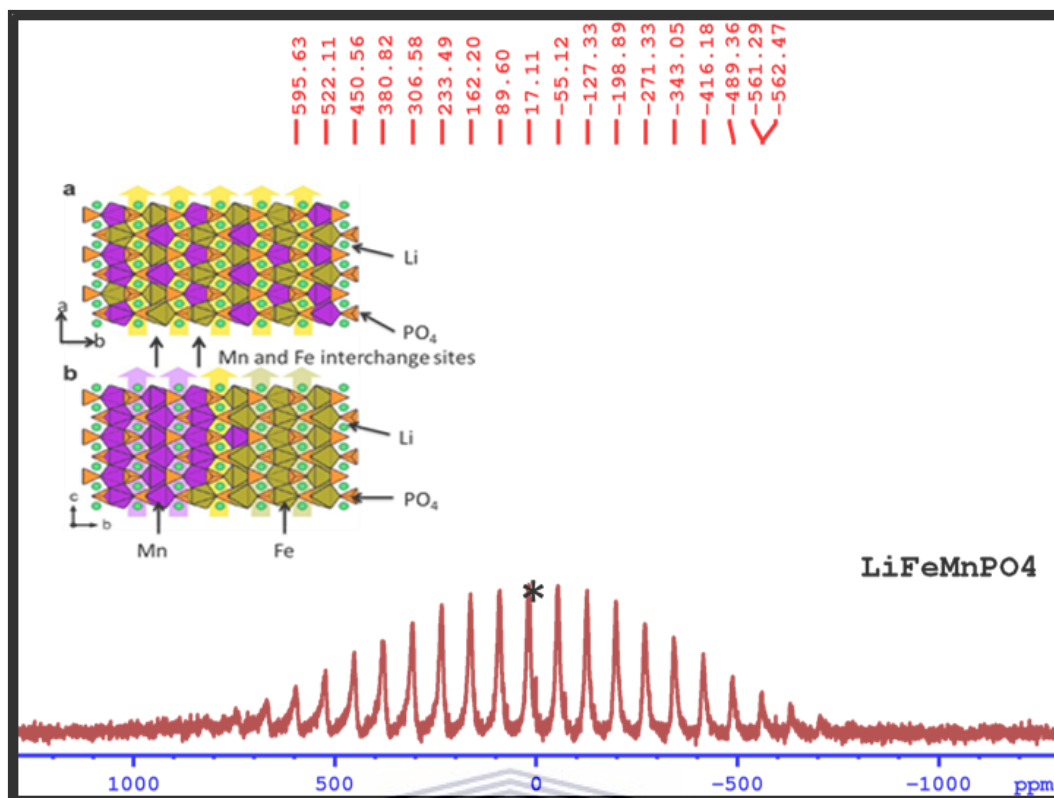 595.63
522.11
450.56
380.82
306.58
233.49
162.20
89.60
17.11
-55.12
-127.33
-198.89
-271.33
-343.05
-416.18
-489.36
-561.29
-562.47
a
Li
a
b
PO4
Mn and Fe interchange sites
b
Li
c
b
PO4
Mn
Fe
LiFeMnPO4
*
1000 500 0 -500 -1000 ppm